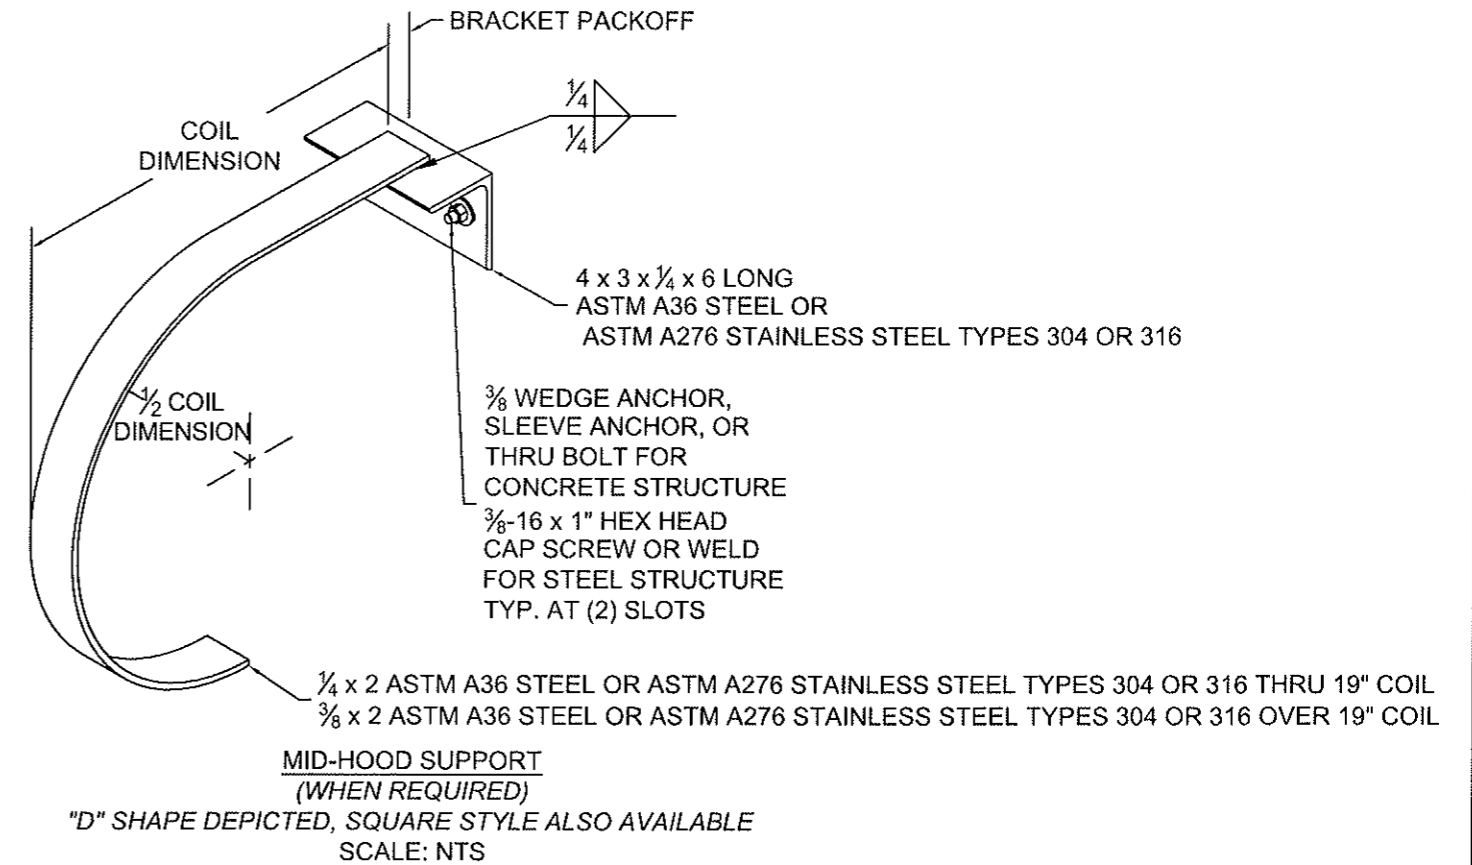 BRACKET PACKOFF
1/4
1/4
COIL
DIMENSION
4 x 3 x 1/4 x 6 LONG
ASTM A36 STEEL OR
ASTM A276 STAINLESS STEEL TYPES 304 OR 316
1/2 COIL
DIMENSION
3/8 WEDGE ANCHOR,
SLEEVE ANCHOR, OR
THRU BOLT FOR
CONCRETE STRUCTURE
3/8-16 x 1" HEX HEAD
CAP SCREW OR WELD
FOR STEEL STRUCTURE
TYP. AT (2) SLOTS
1/4 x 2 ASTM A36 STEEL OR ASTM A276 STAINLESS STEEL TYPES 304 OR 316 THRU 19" COIL
3/8 x 2 ASTM A36 STEEL OR ASTM A276 STAINLESS STEEL TYPES 304 OR 316 OVER 19" COIL
MID-HOOD SUPPORT
(WHEN REQUIRED)
"D" SHAPE DEPICTED, SQUARE STYLE ALSO AVAILABLE
SCALE: NTS